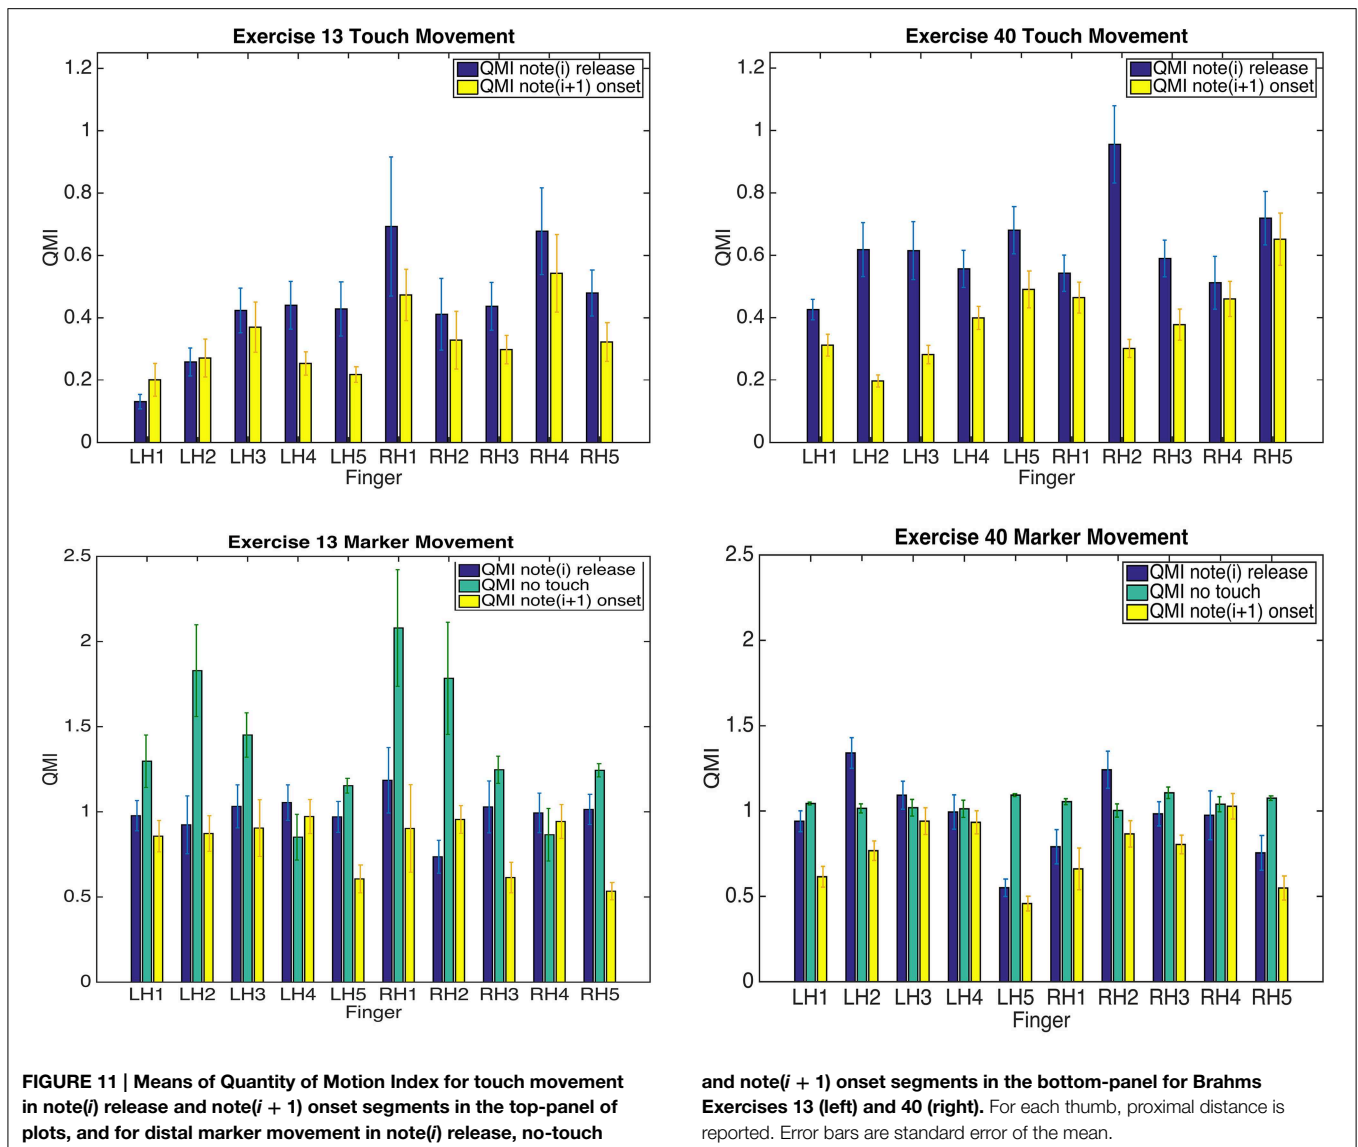 Exercise 13 Touch Movement
QMI note(i) release
QMI note(i+1) onset
1.2
1
0.8
0.6
0.4
0.2
0
QMI
LH1 LH2 LH3 LH4 LH5 RH1 RH2 RH3 RH4 RH5
Finger
Exercise 40 Touch Movement
QMI note(i) release
QMI note(i+1) onset
1.2
1
0.8
0.6
0.4
0.2
0
QMI
LH1 LH2 LH3 LH4 LH5 RH1 RH2 RH3 RH4 RH5
Finger
Exercise 13 Marker Movement
QMI note(i) release
QMI no touch
QMI note(i+1) onset
2.5
2
1.5
1
0.5
0
QMI
LH1 LH2 LH3 LH4 LH5 RH1 RH2 RH3 RH4 RH5
Finger
Exercise 40 Marker Movement
QMI note(i) release
QMI no touch
QMI note(i+1) onset
2.5
2
1.5
1
0.5
0
QMI
LH1 LH2 LH3 LH4 LH5 RH1 RH2 RH3 RH4 RH5
Finger
FIGURE 11 | Means of Quantity of Motion Index for touch movement
in note(i) release and note(i + 1) onset segments in the top-panel of
plots, and for distal marker movement in note(i) release, no-touch
and note(i + 1) onset segments in the bottom-panel for Brahms
Exercises 13 (left) and 40 (right). For each thumb, proximal distance is
reported. Error bars are standard error of the mean.